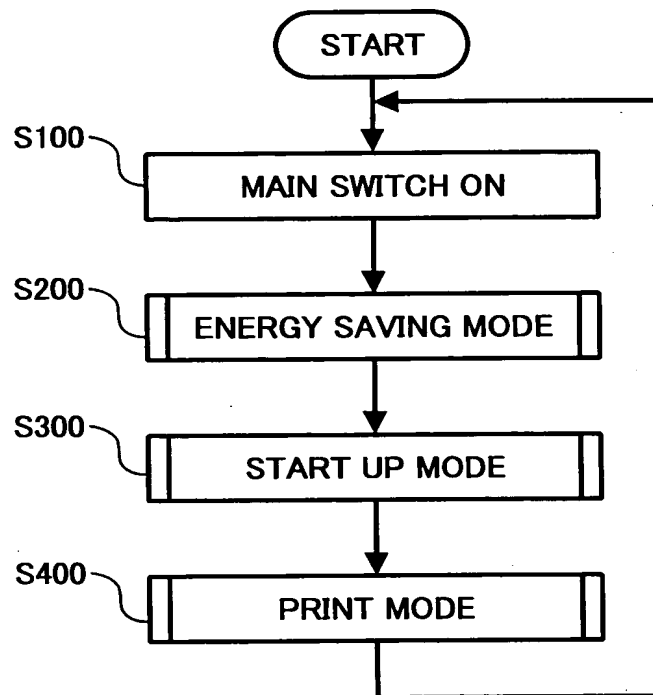 START
S100
MAIN SWITCH ON
S200
ENERGY SAVING MODE
S300
START UP MODE
S400
PRINT MODE